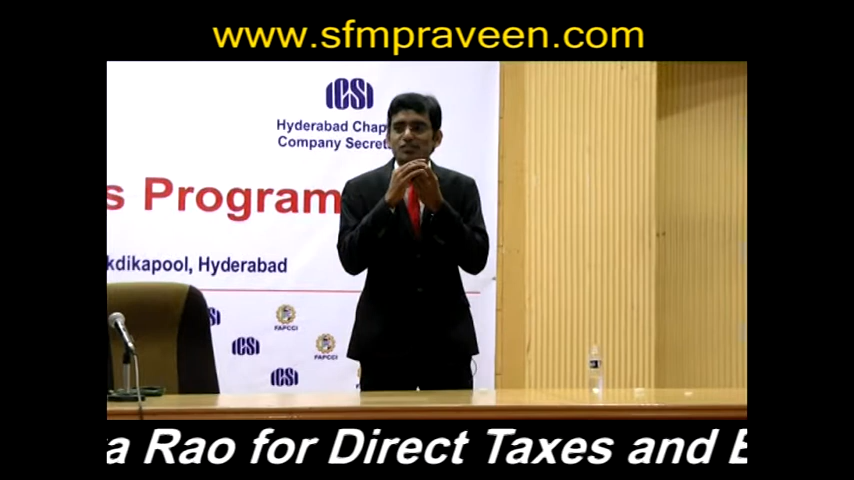 www.sfmpraveen.com
ICSI
Hyderabad Chap
Company Secret
s Program
kdikapool, Hyderabad
FAPCCI
ICSI
FAPCCI
ICSI
Rao for Direct Taxes and